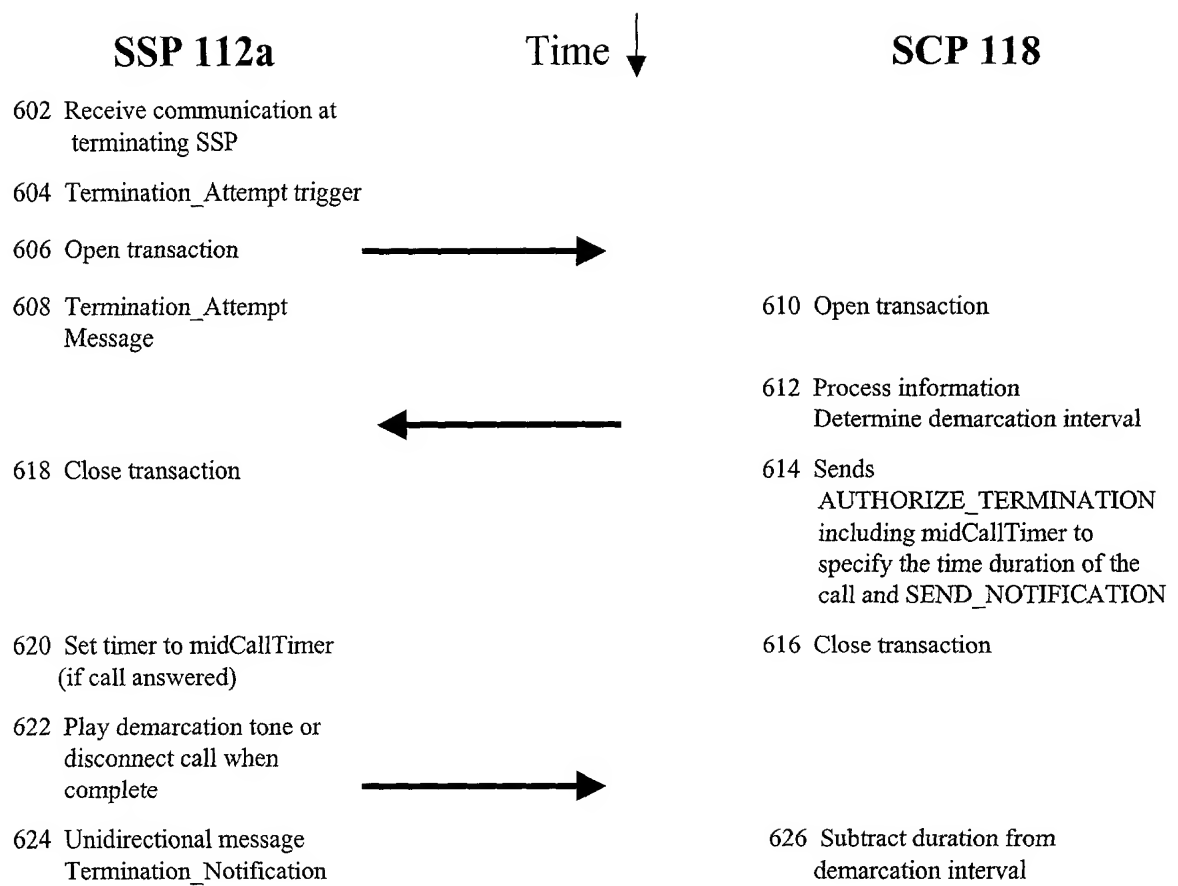 SSP 112a
Time
SCP 118
602 Receive communication at
terminating SSP
604 Termination_Attempt trigger
606 Open transaction
608 Termination_Attempt
Message
610 Open transaction
612 Process information
Determine demarcation interval
618 Close transaction
614 Sends
AUTHORIZE_TERMINATION
including midCallTimer to
specify the time duration of the
call and SEND_NOTIFICATION
620 Set timer to midCallTimer
(if call answered)
616 Close transaction
622 Play demarcation tone or
disconnect call when
complete
624 Unidirectional message
Termination_Notification
626 Subtract duration from
demarcation interval